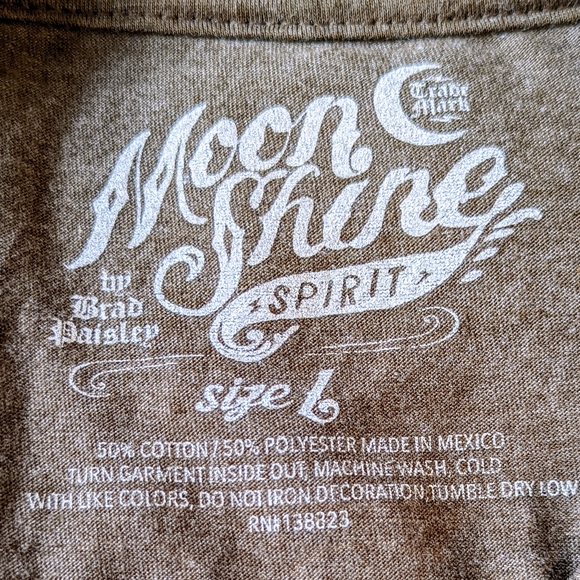 Moon
Trade
Mark
Shine
SPIRIT
by
Brad
Paisley
size L
50% COTTON / 50% POLYESTER MADE IN MEXICO
TURN GARMENT INSIDE OUT, MACHINE WASH. COLD
WITH LIKE COLORS, DO NOT IRON DECORATION TUMBLE DRY LOW
RN#138823